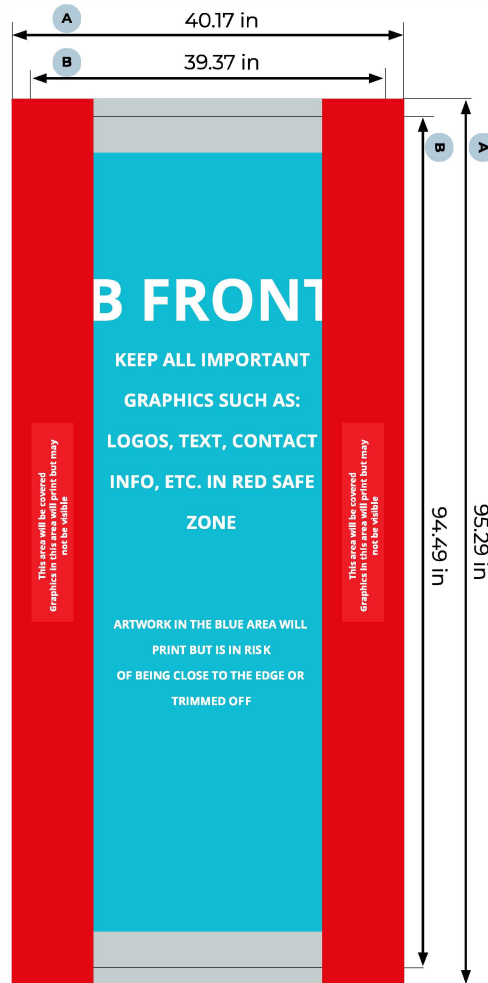 A
40.17 in
B
39.37 in
B
A
B FRONT
KEEP ALL IMPORTANT
GRAPHICS SUCH AS:
LOGOS, TEXT, CONTACT
INFO, ETC. IN RED SAFE
ZONE
This area will be covered
Graphics in this area will print but may
not be visible
This area will be covered
Graphics in this area will print but may
not be visible
94.49 in
95.29 in
ARTWORK IN THE BLUE AREA WILL
PRINT BUT IS IN RISK
OF BEING CLOSE TO THE EDGE OR
TRIMMED OFF